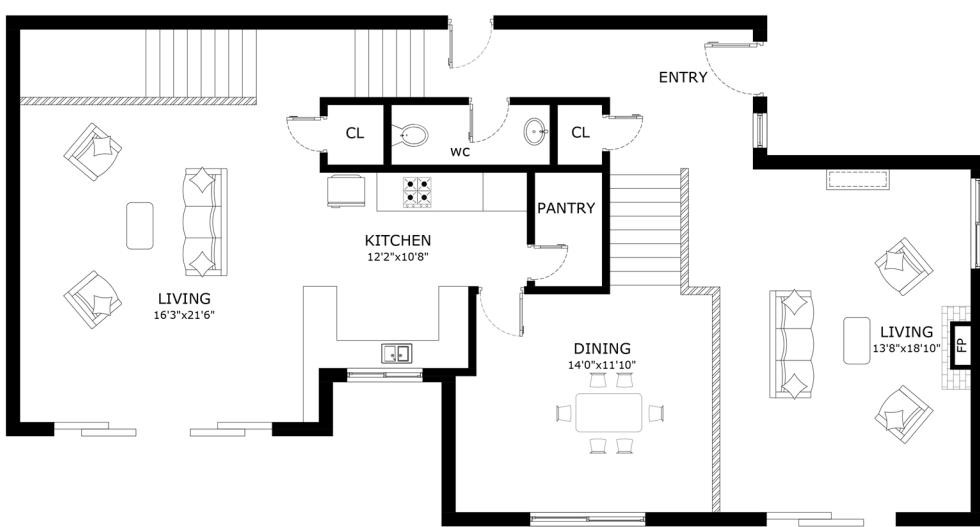 ENTRY
CL
WC
CL
PANTRY
KITCHEN
12'2"x10'8"
LIVING
16'3"x21'6"
DINING
14'0"x11'10"
LIVING
13'8"x18'10"
FP